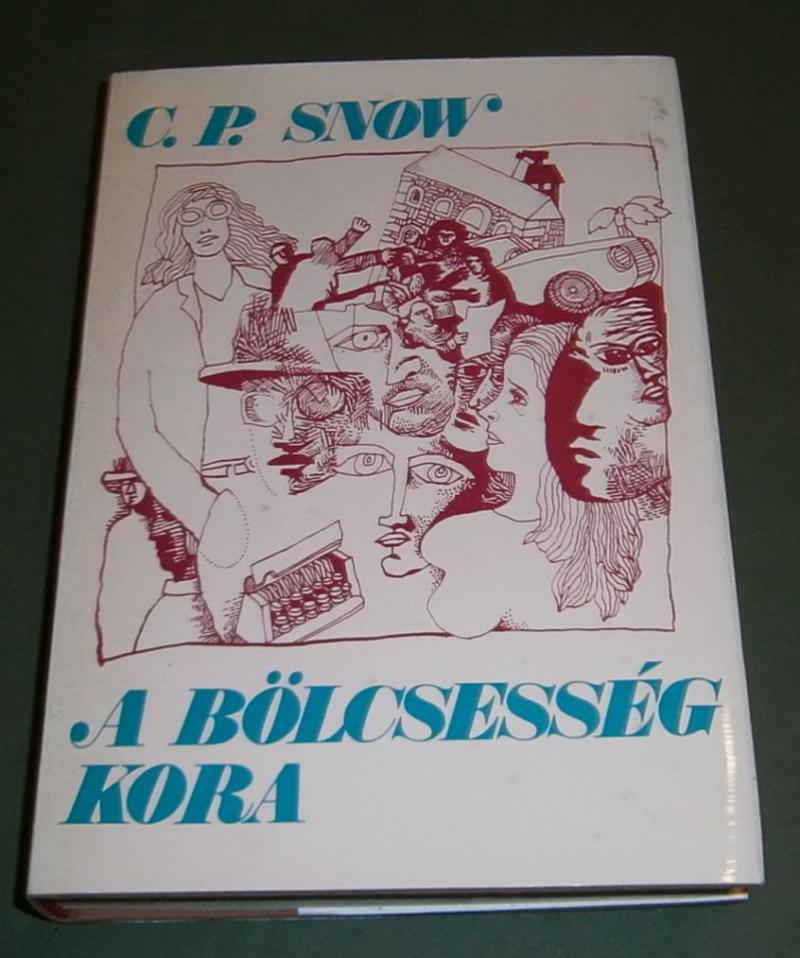 C. P. SNOW
A BÖLCSESSÉG
KORA